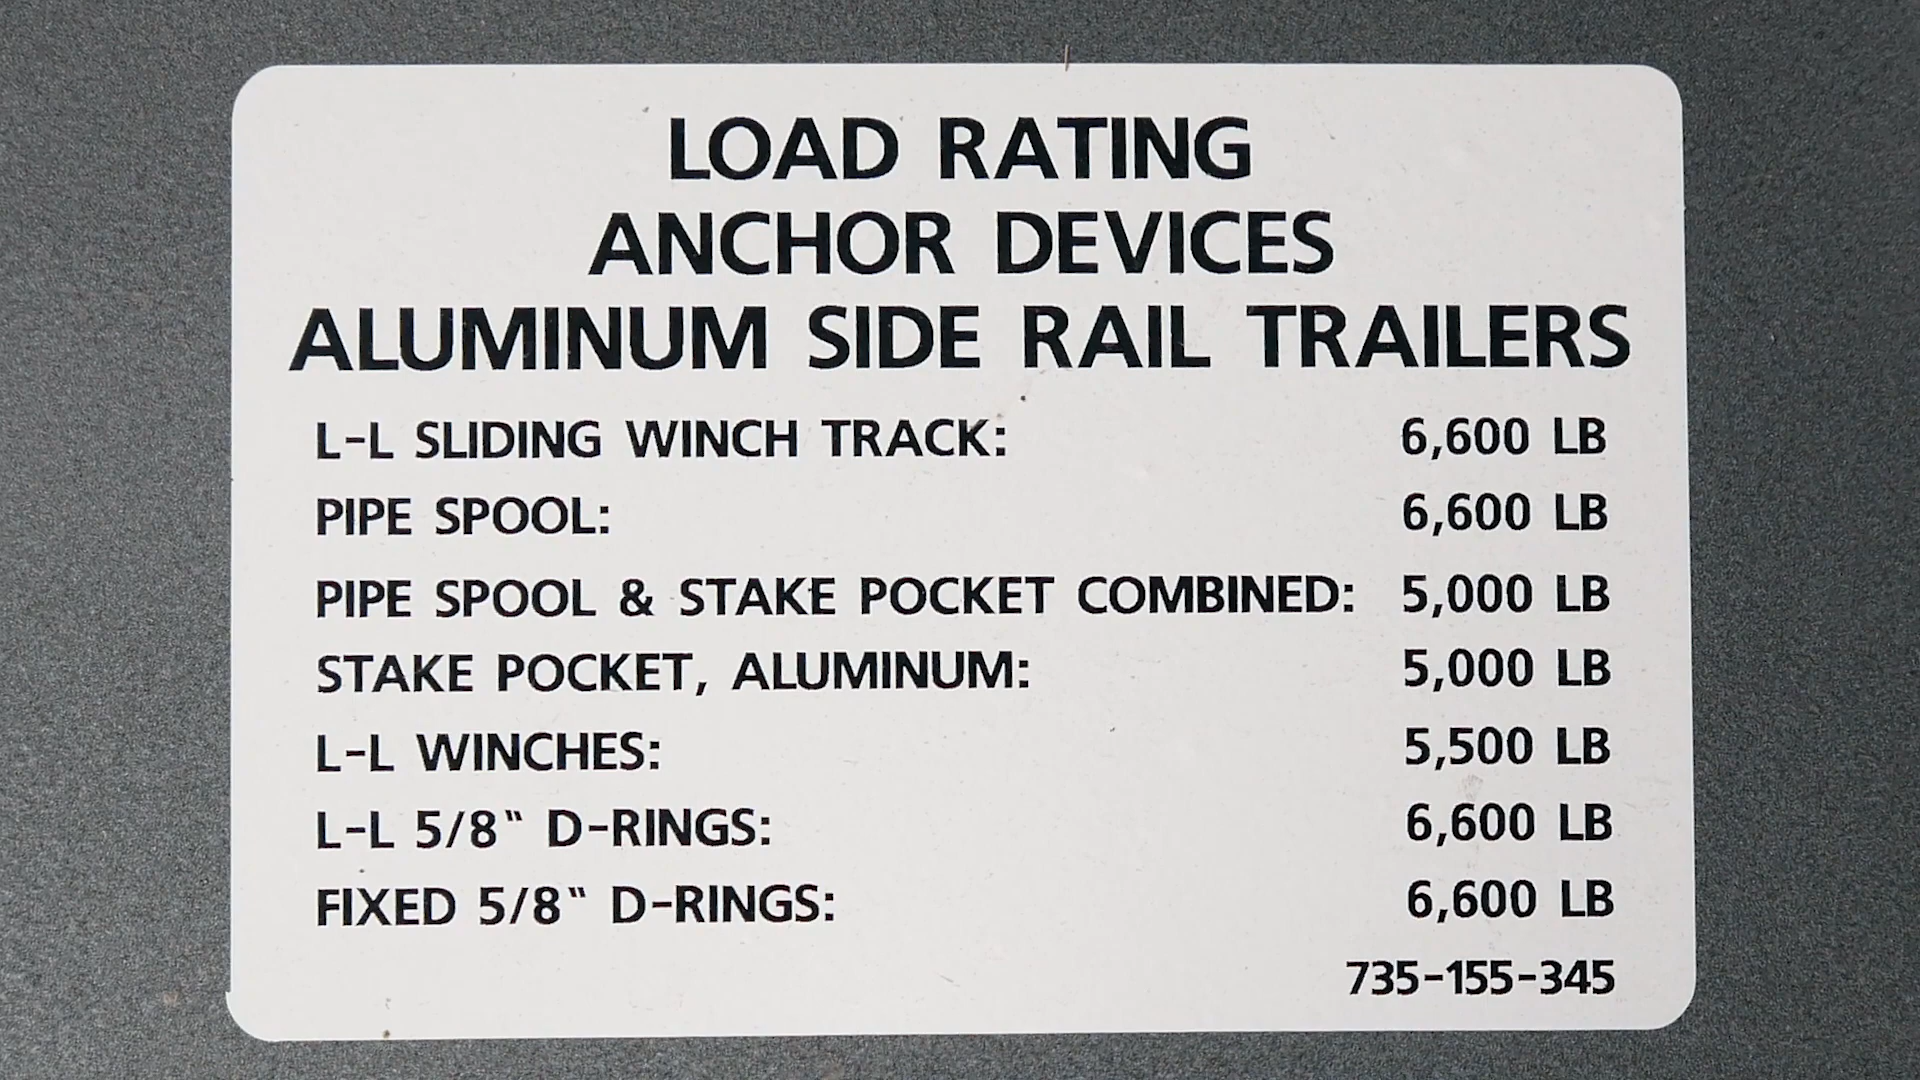 LOAD RATING
ANCHOR DEVICES
ALUMINUM SIDE RAIL TRAILERS
L-L SLIDING WINCH TRACK: 6,600 LB
PIPE SPOOL: 6,600 LB
PIPE SPOOL & STAKE POCKET COMBINED: 5,000 LB
STAKE POCKET, ALUMINUM: 5,000 LB
L-L WINCHES: 5,500 LB
L-L 5/8" D-RINGS: 6,600 LB
FIXED 5/8" D-RINGS: 6,600 LB
735-155-345